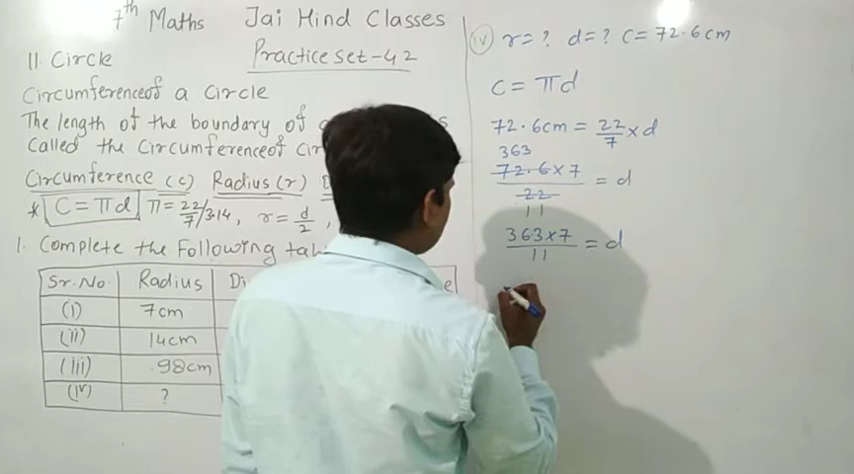 7th Maths Jai Hind Classes
Practice set-42
11. Circle
Circumference of a Circle
The length of the boundary of
Called the Circumference of
Circumference (c) Radius (r)
* C = πd π = 22/7/3.14, r = d/2,
1. Complete the Following
Sr.No. Radius
(i) 7cm
(ii) 14cm
(iii) .98cm
(iv) ?
(iv) r = ? d = ? C = 72.6 cm
C = πd
72.6cm = 22/7 × d
363
72.6×7/22 = d
11
36.3×7/11 = d